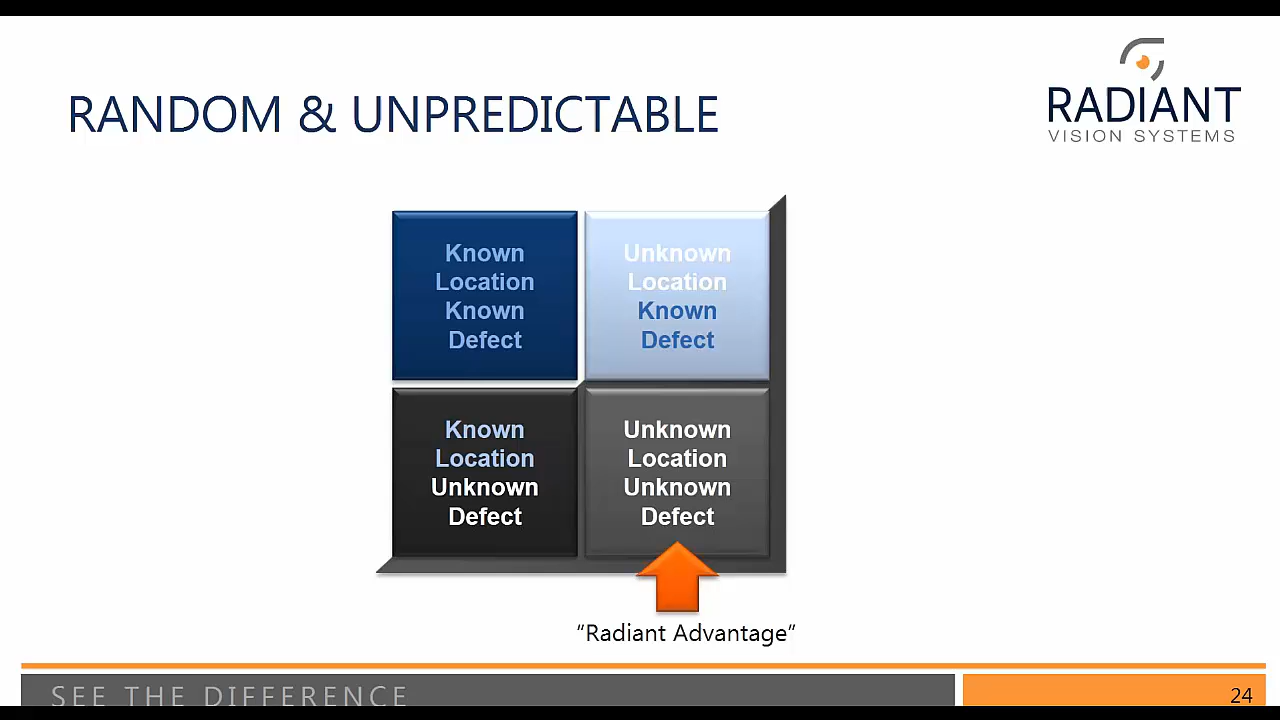 RANDOM & UNPREDICTABLE
RADIANT
VISION SYSTEMS
Known
Location
Known
Defect
Unknown
Location
Known
Defect
Known
Location
Unknown
Defect
Unknown
Location
Unknown
Defect
“Radiant Advantage”
SEE THE DIFFERENCE
24